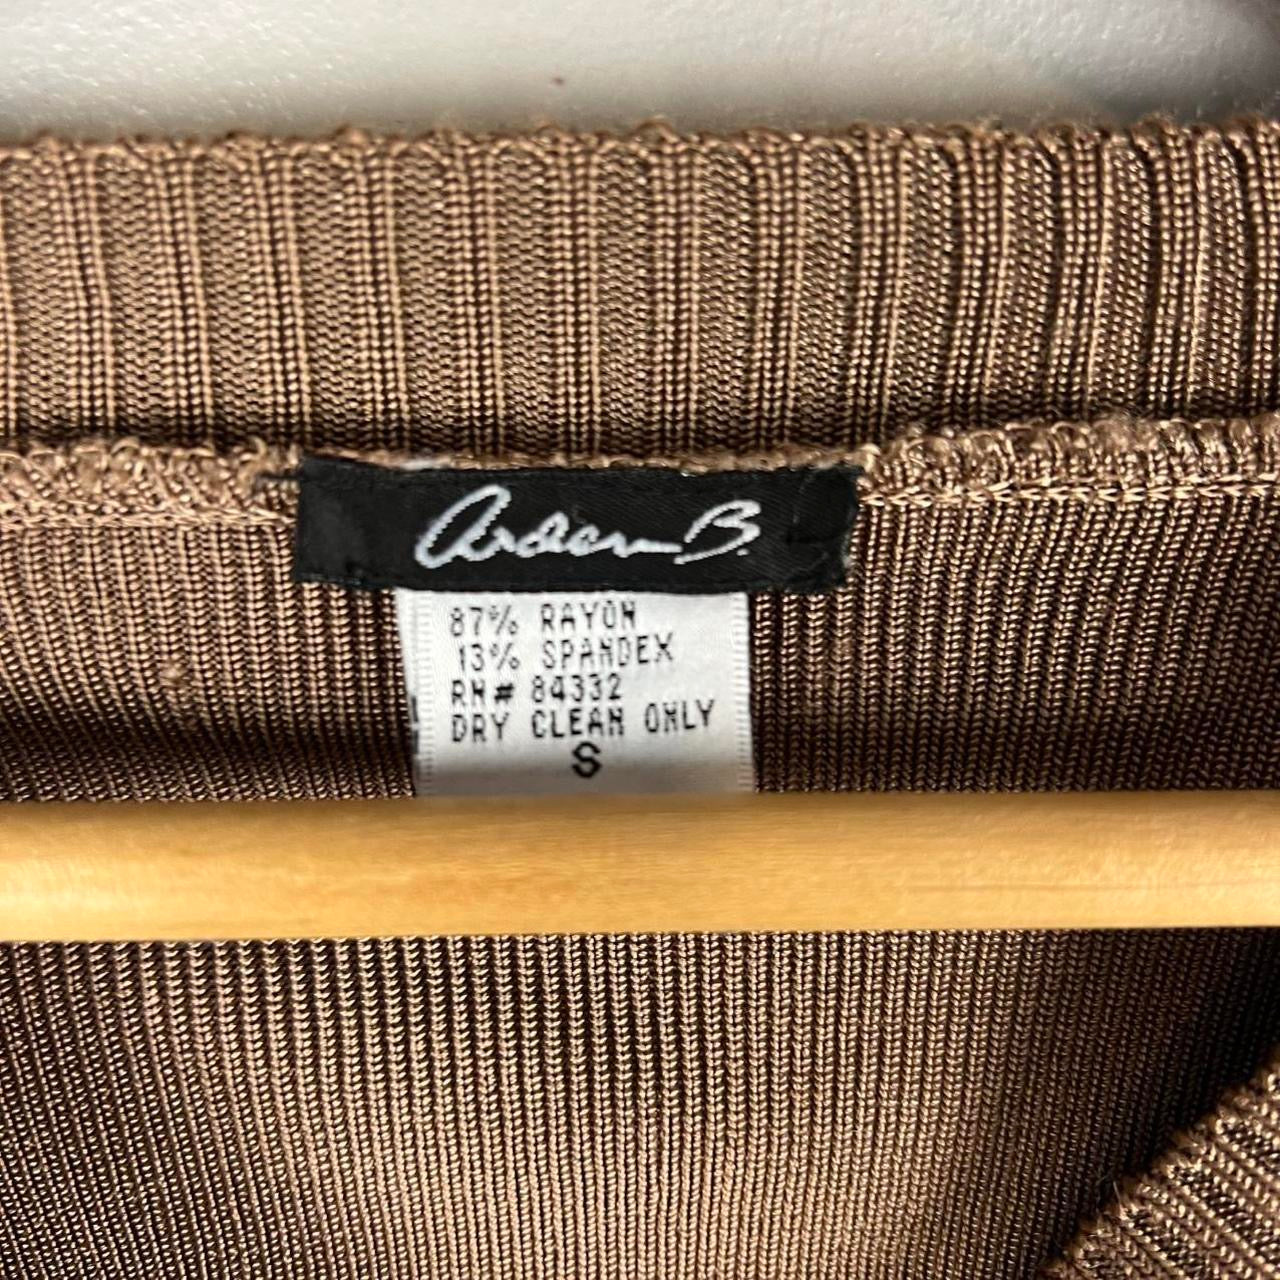 Arden B.
87% RAYON
13% SPANDEX
RN# 84332
DRY CLEAN ONLY
S